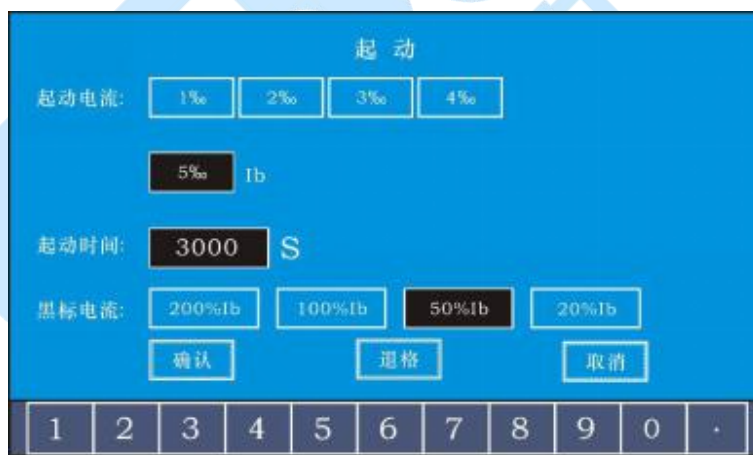 起 动
起动电流: 1‰ 2‰ 3‰ 4‰
5‰ Ib
起动时间: 3000 S
黑标电流: 200%Ib 100%Ib 50%Ib 20%Ib
确认 退格 取消
1 2 3 4 5 6 7 8 9 0 .